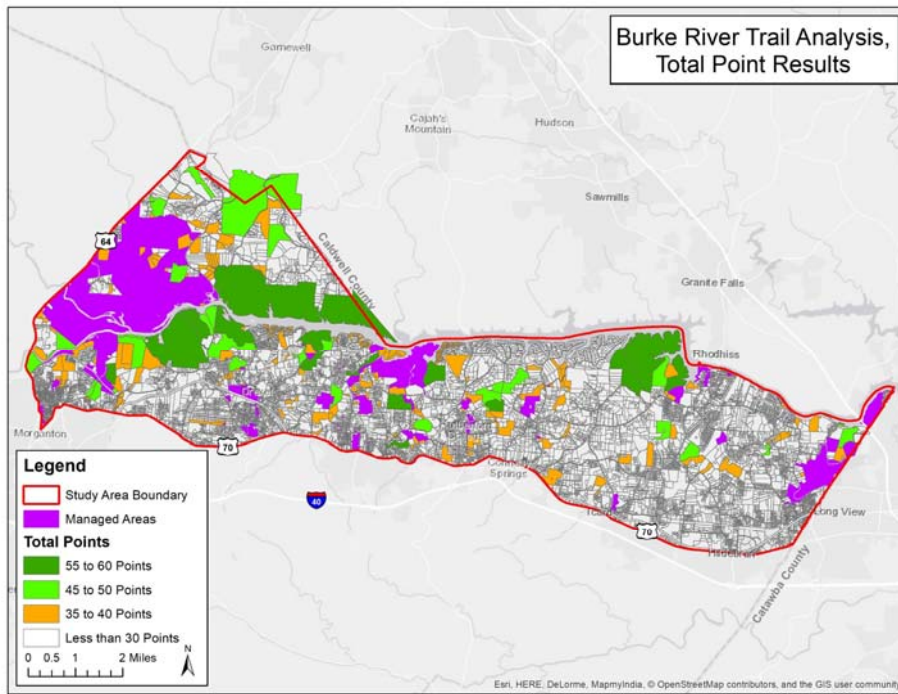 Burke River Trail Analysis,
Total Point Results
Gamewell
Cajah's
Mountain
Hudson
Sawmills
64
Caldwell County
Granite Falls
Rhodhiss
Morganton
70
Springs
40
70
Long View
Catawba County
Legend
Study Area Boundary
Managed Areas
Total Points
55 to 60 Points
45 to 50 Points
35 to 40 Points
Less than 30 Points
0 0.5 1 2 Miles
N
Esri, HERE, DeLorme, MapmyIndia, © OpenStreetMap contributors, and the GIS user community